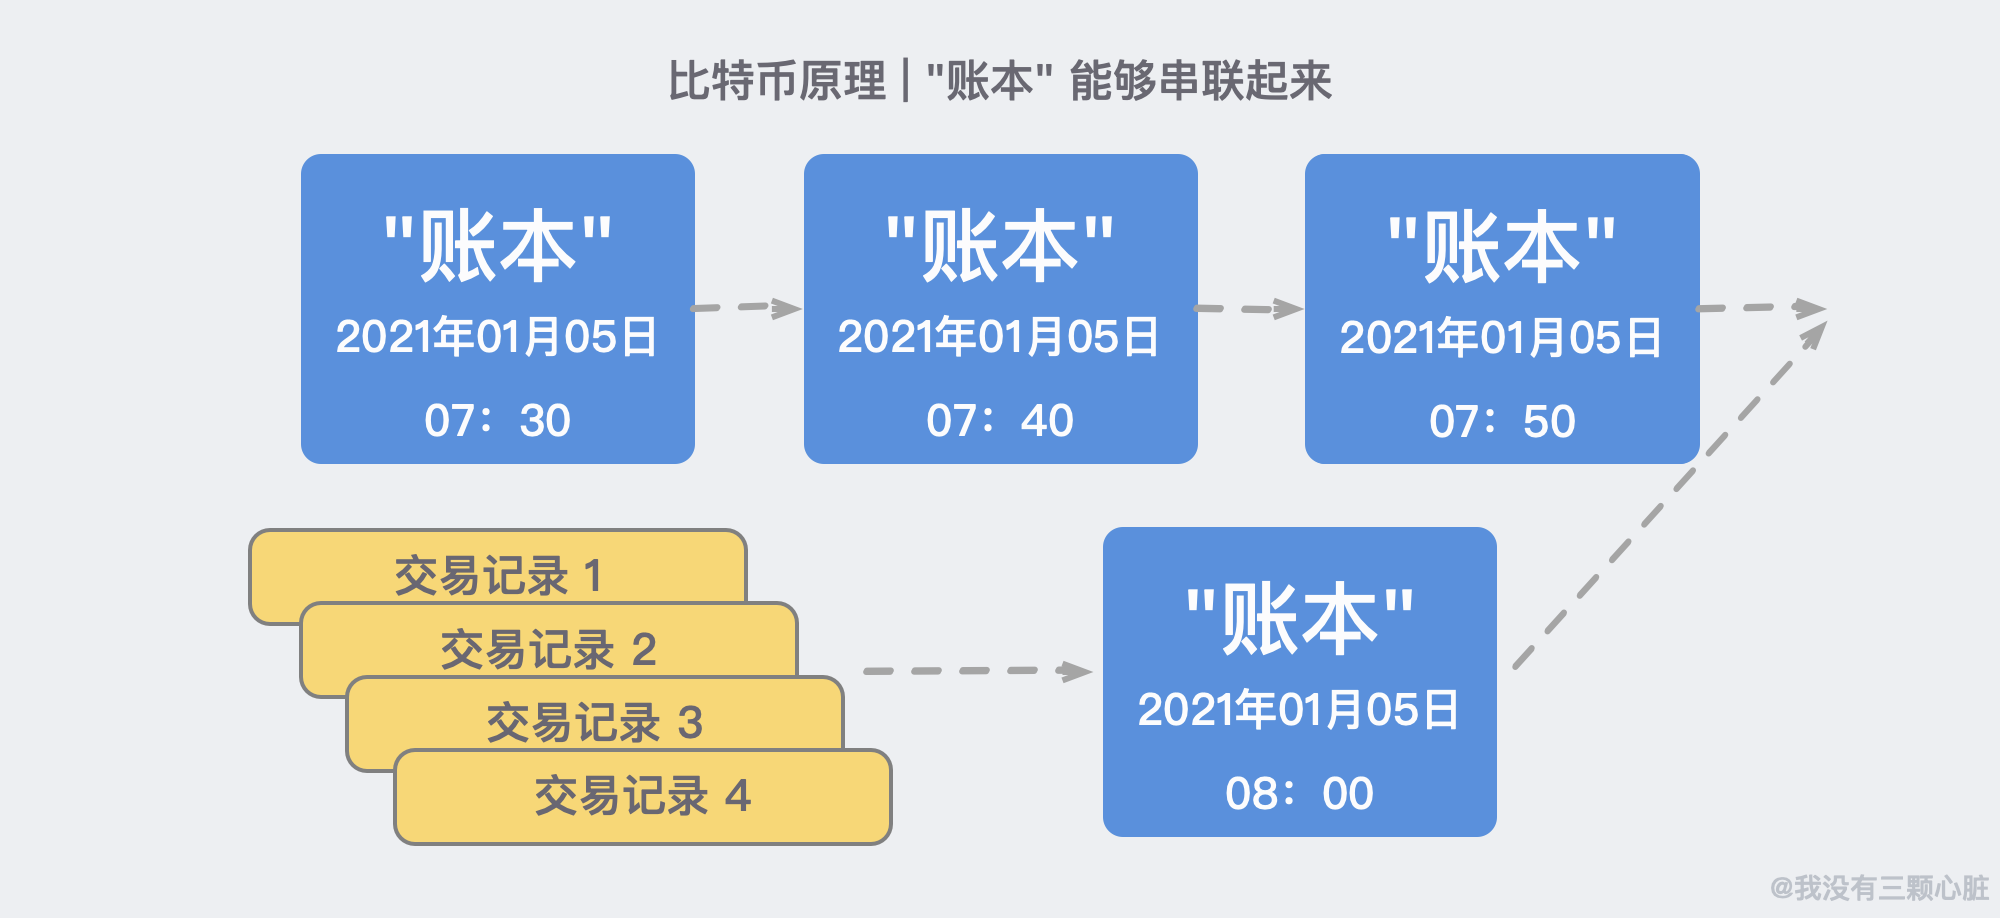 比特币原理 | "账本" 能够串联起来
"账本"
2021年01月05日
07：30
"账本"
2021年01月05日
07：40
"账本"
2021年01月05日
07：50
交易记录 1
交易记录 2
交易记录 3
交易记录 4
"账本"
2021年01月05日
08：00
@我没有三颗心脏